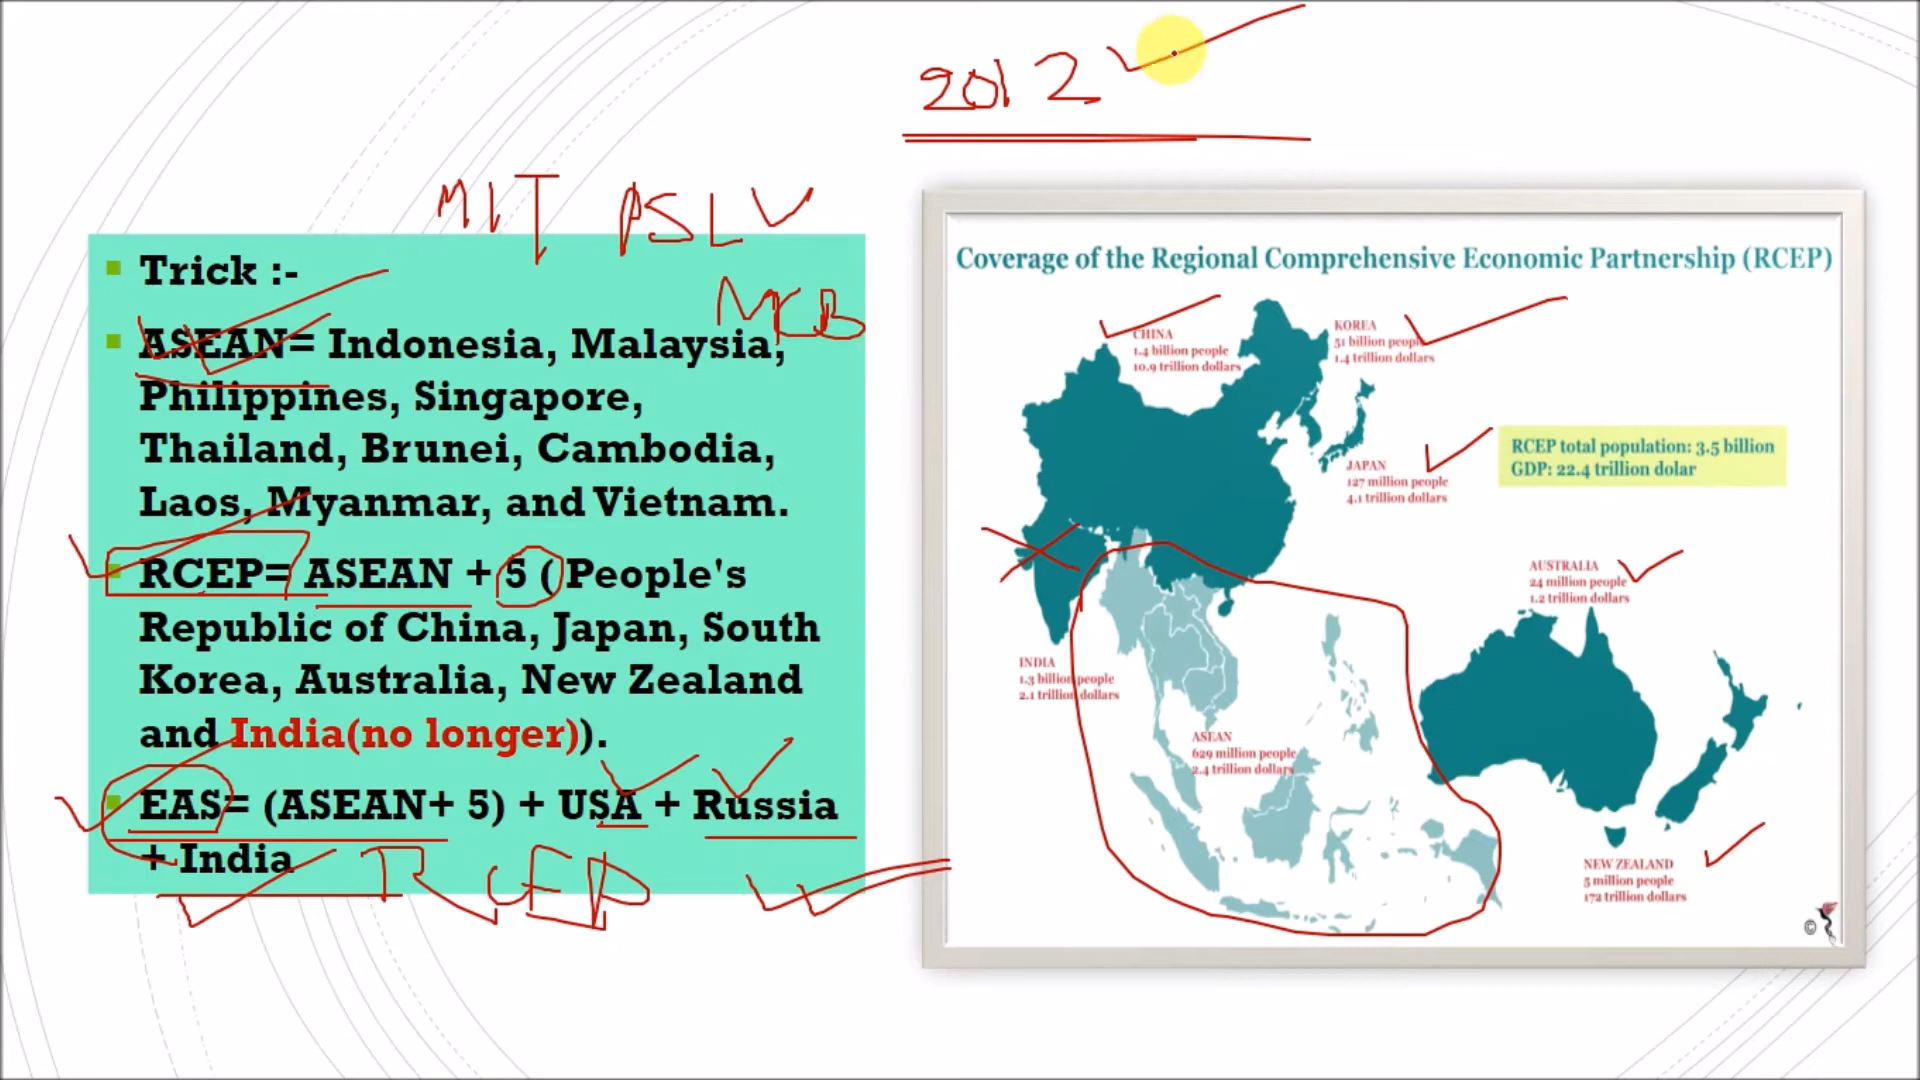 2012
MIT PSLV
MCB
Trick :-
ASEAN= Indonesia, Malaysia,
Philippines, Singapore,
Thailand, Brunei, Cambodia,
Laos, Myanmar, and Vietnam.
RCEP= ASEAN + 5 (People's
Republic of China, Japan, South
Korea, Australia, New Zealand
and India(no longer)).
EAS= (ASEAN+ 5) + USA + Russia
+ India
RCEP
Coverage of the Regional Comprehensive Economic Partnership (RCEP)
CHINA
1.4 billion people
10.9 trillion dollars
KOREA
51 billion people
1.4 trillion dollars
JAPAN
127 million people
4.1 trillion dollars
RCEP total population: 3.5 billion
GDP: 22.4 trillion dolar
AUSTRALIA
24 million people
1.2 trillion dollars
INDIA
1.3 billion people
2.1 trillion dollars
ASEAN
629 million people
2.4 trillion dollars
NEW ZEALAND
5 million people
172 trillion dollars
©